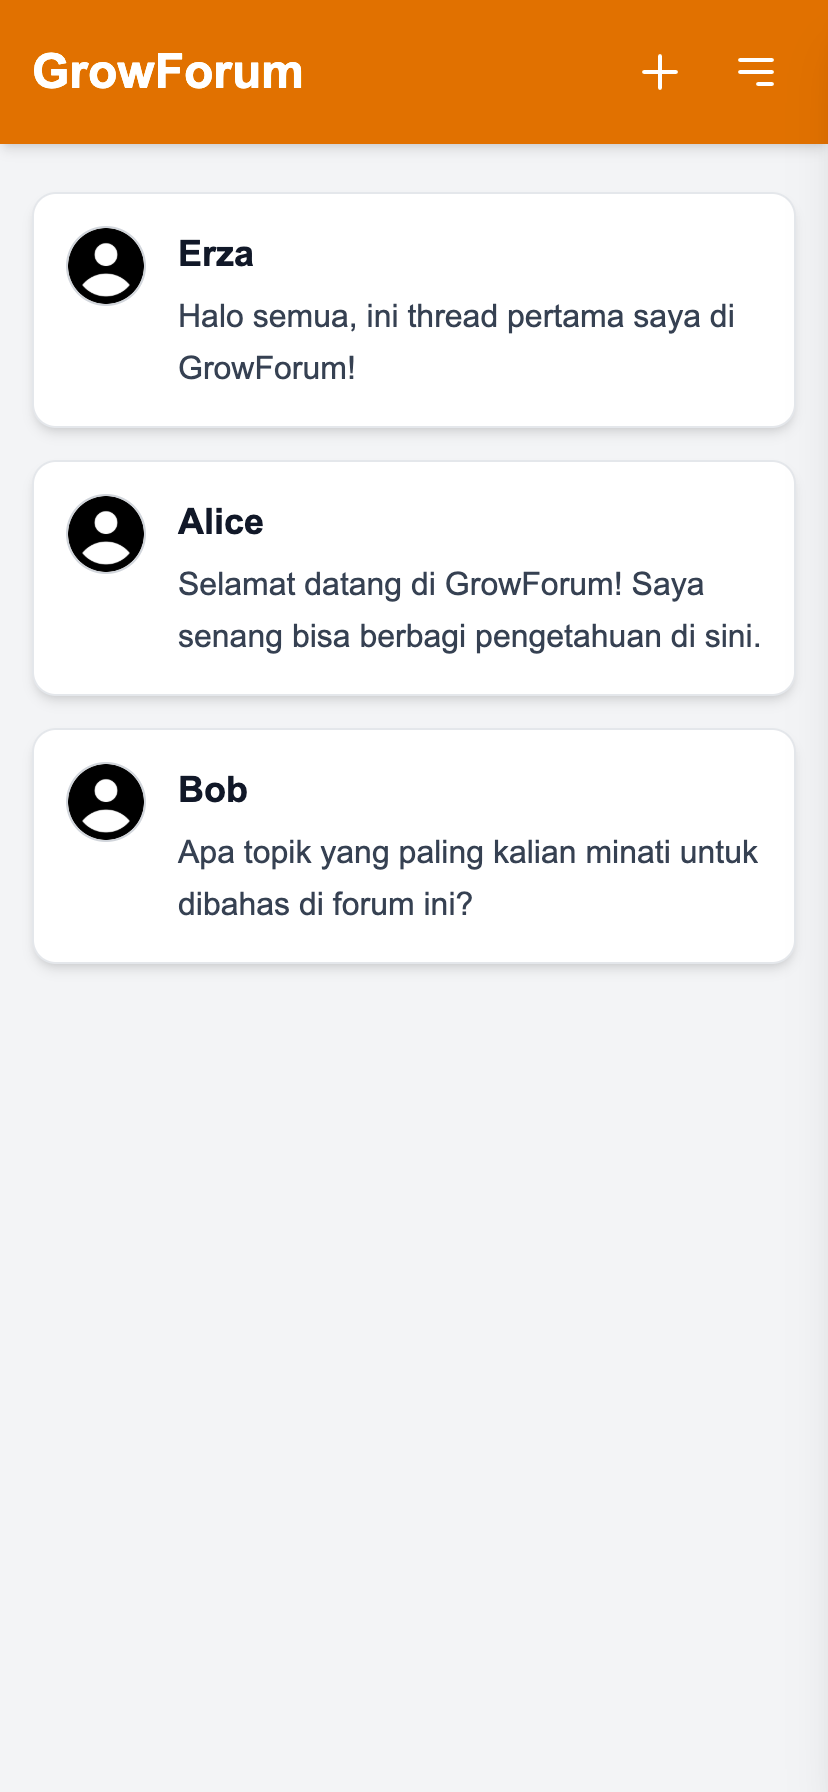 GrowForum
Erza
Halo semua, ini thread pertama saya di
GrowForum!
Alice
Selamat datang di GrowForum! Saya
senang bisa berbagi pengetahuan di sini.
Bob
Apa topik yang paling kalian minati untuk
dibahas di forum ini?